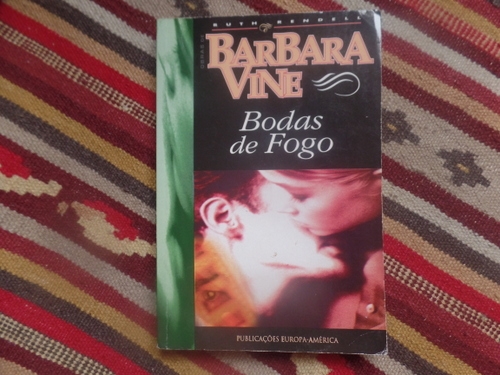 RUTH RENDELL
BARBARA
VINE
Bodas
de Fogo
PUBLICAÇÕES EUROPA-AMÉRICA